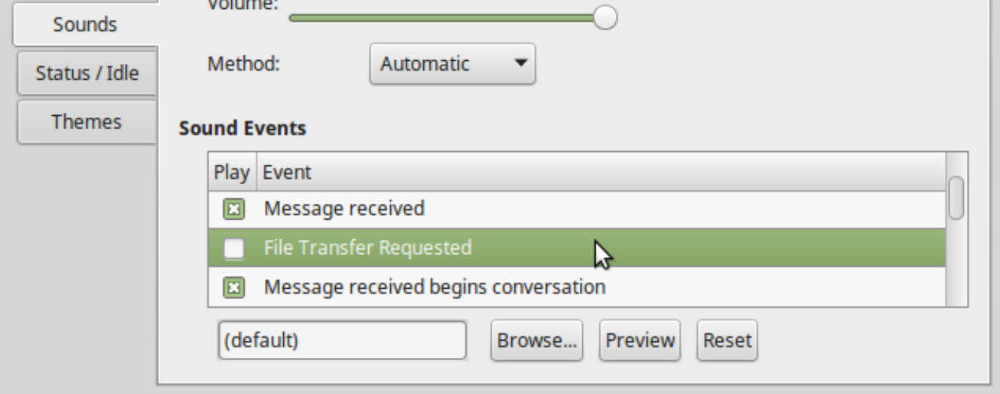 Volume:
Sounds
Method: Automatic
Status / Idle
Themes
Sound Events
Play Event
Message received
File Transfer Requested
Message received begins conversation
(default) Browse... Preview Reset